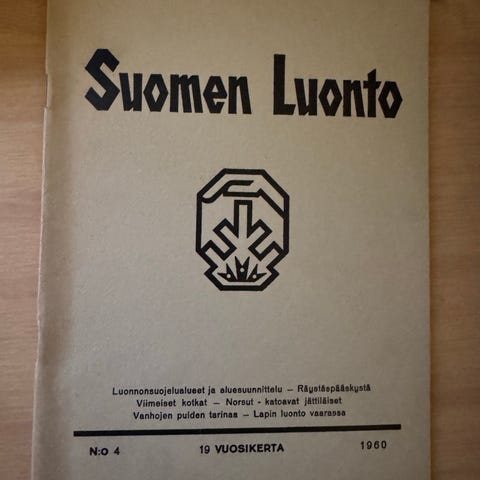 Suomen Luonto
Luonnonsuojelualueet ja aluesuunnittelu — Räystäspääskystä
Viimeiset kotkat — Norsut - katoavat jättiläiset
Vanhojen puiden tarinaa — Lapin luonto vaarassa
N:o 4 19 VUOSIKERTA 1960